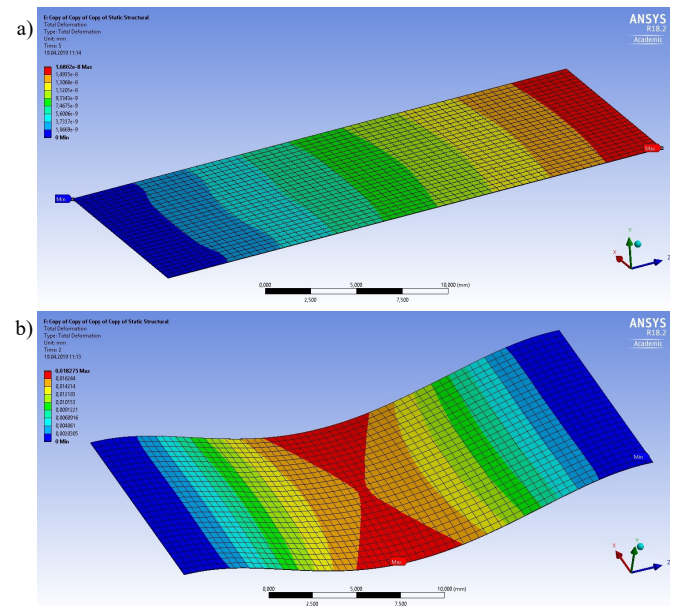 a)
E: Copy of Copy of Copy of Static Structural
Total Deformation
Type: Total Deformation
Unit: mm
Time: 5
19.04.2019 11:14
1,6802e-8 Max
1,4935e-8
1,3068e-8
1,1201e-8
9,3343e-9
7,4675e-9
5,6006e-9
3,7337e-9
1,8669e-9
0 Min
ANSYS
R18.2
Academic
Min
Max
Y
X
Z
0,000 5,000 10,000 (mm)
2,500 7,500
b)
F: Copy of Copy of Copy of Copy of Static Structural
Total Deformation
Type: Total Deformation
Unit: mm
Time: 2
19.04.2019 11:13
0,018275 Max
0,016244
0,014214
0,012183
0,010153
0,0081221
0,0060916
0,004061
0,0020305
0 Min
ANSYS
R18.2
Academic
Min
X
Y
Z
0,000 5,000 10,000 (mm)
2,500 7,500